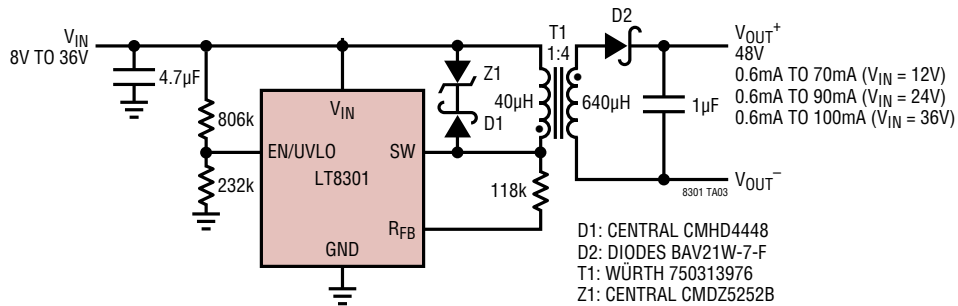 VIN
8V TO 36V
4.7µF
806k
232k
VIN
EN/UVLO
SW
LT8301
RFB
GND
Z1
D1
T1
1:4
40µH
640µH
118k
D2
1µF
VOUT+
48V
0.6mA TO 70mA (VIN = 12V)
0.6mA TO 90mA (VIN = 24V)
0.6mA TO 100mA (VIN = 36V)
VOUT–
8301 TA03
D1: CENTRAL CMHD4448
D2: DIODES BAV21W-7-F
T1: WÜRTH 750313976
Z1: CENTRAL CMDZ5252B